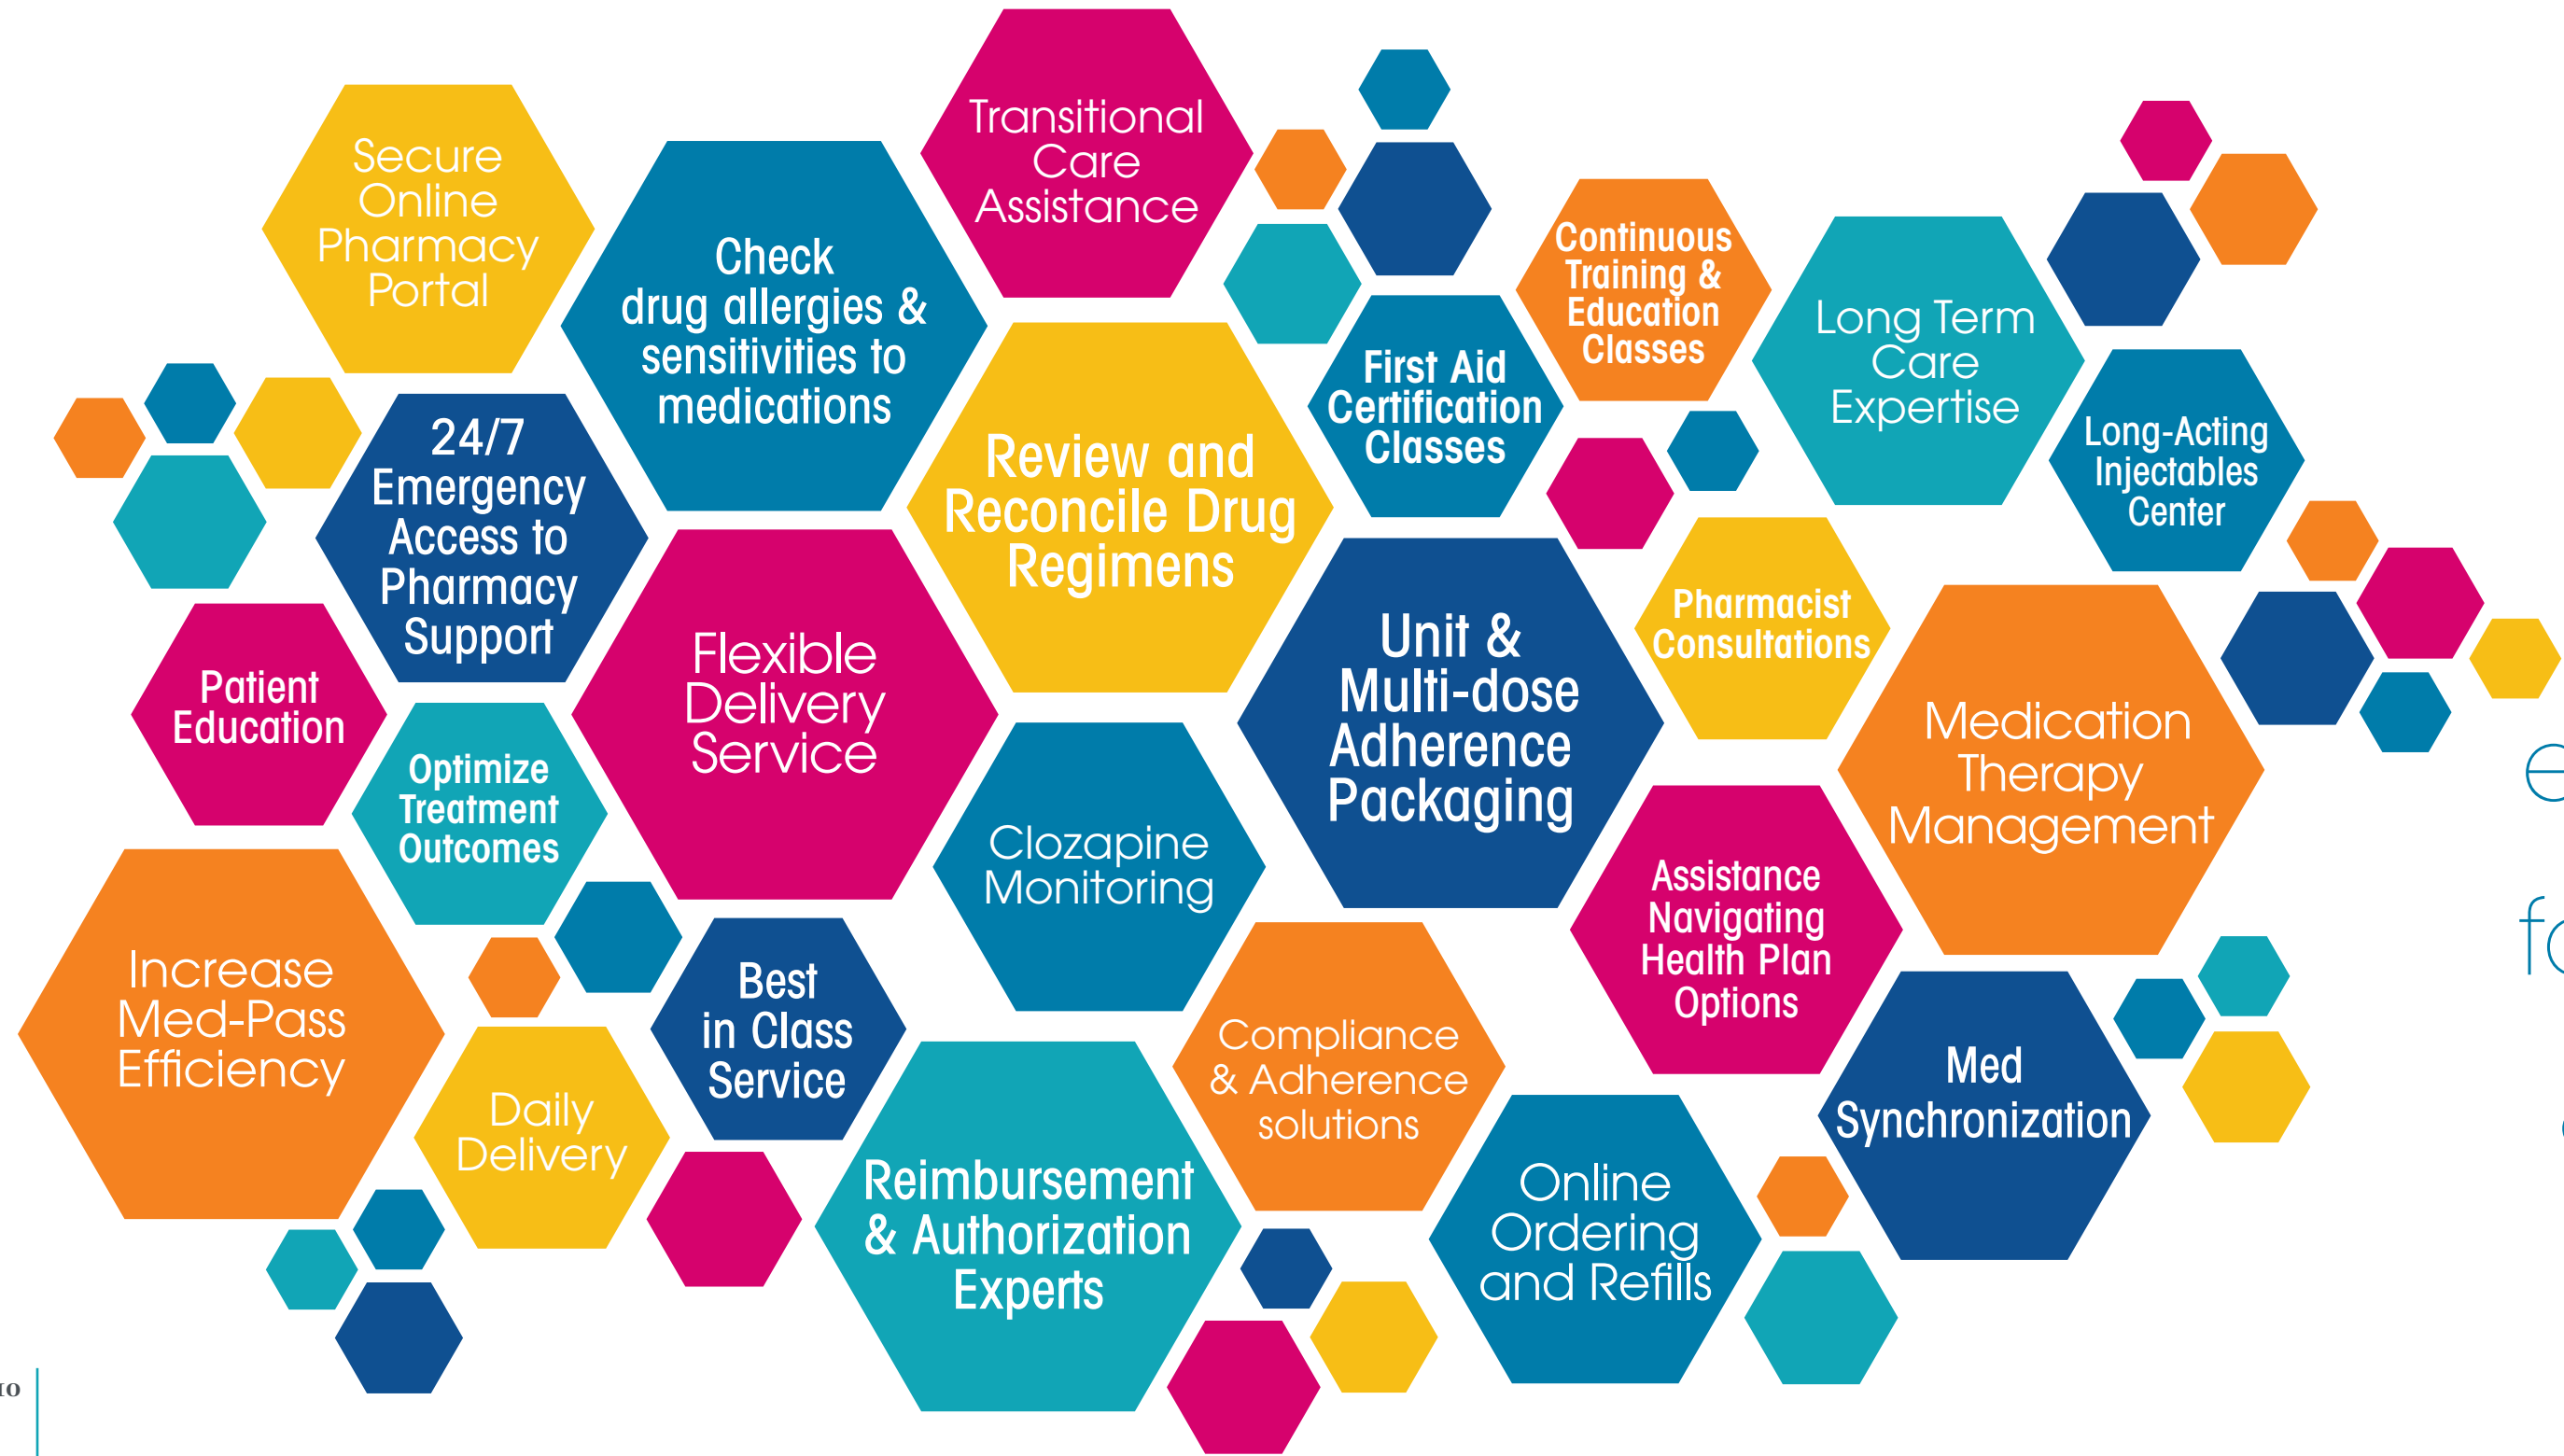 Transitional
Care
Assistance
Secure
Online
Pharmacy
Portal
Check
drug allergies &
sensitivities to
medications
Continuous
Training &
Education
Classes
Long Term
Care
Expertise
First Aid
Certification
Classes
24/7
Emergency
Access to
Pharmacy
Support
Review and
Reconcile Drug
Regimens
Long-Acting
Injectables
Center
Pharmacist
Consultations
Unit &
Multi-dose
Adherence
Packaging
Flexible
Delivery
Service
Patient
Education
Medication
Therapy
Management
Optimize
Treatment
Outcomes
Clozapine
Monitoring
Assistance
Navigating
Health Plan
Options
Increase
Med-Pass
Efficiency
Best
in Class
Service
Compliance
& Adherence
solutions
Med
Synchronization
Daily
Delivery
Reimbursement
& Authorization
Experts
Online
Ordering
and Refills
10